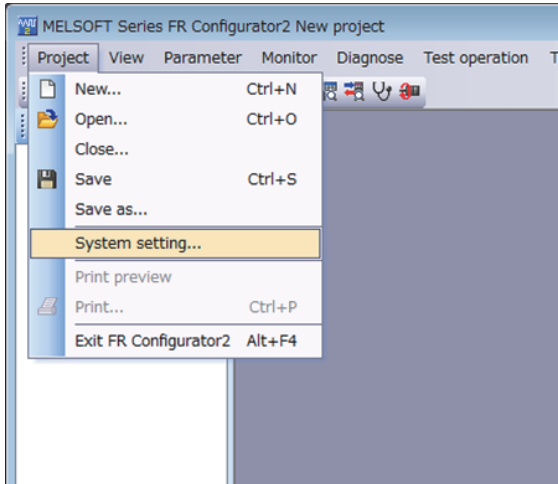 MELSOFT Series FR Configurator2 New project
Project View Parameter Monitor Diagnose Test operation T
New... Ctrl+N
Open... Ctrl+O
Close...
Save Ctrl+S
Save as...
System setting...
Print preview
Print... Ctrl+P
Exit FR Configurator2 Alt+F4